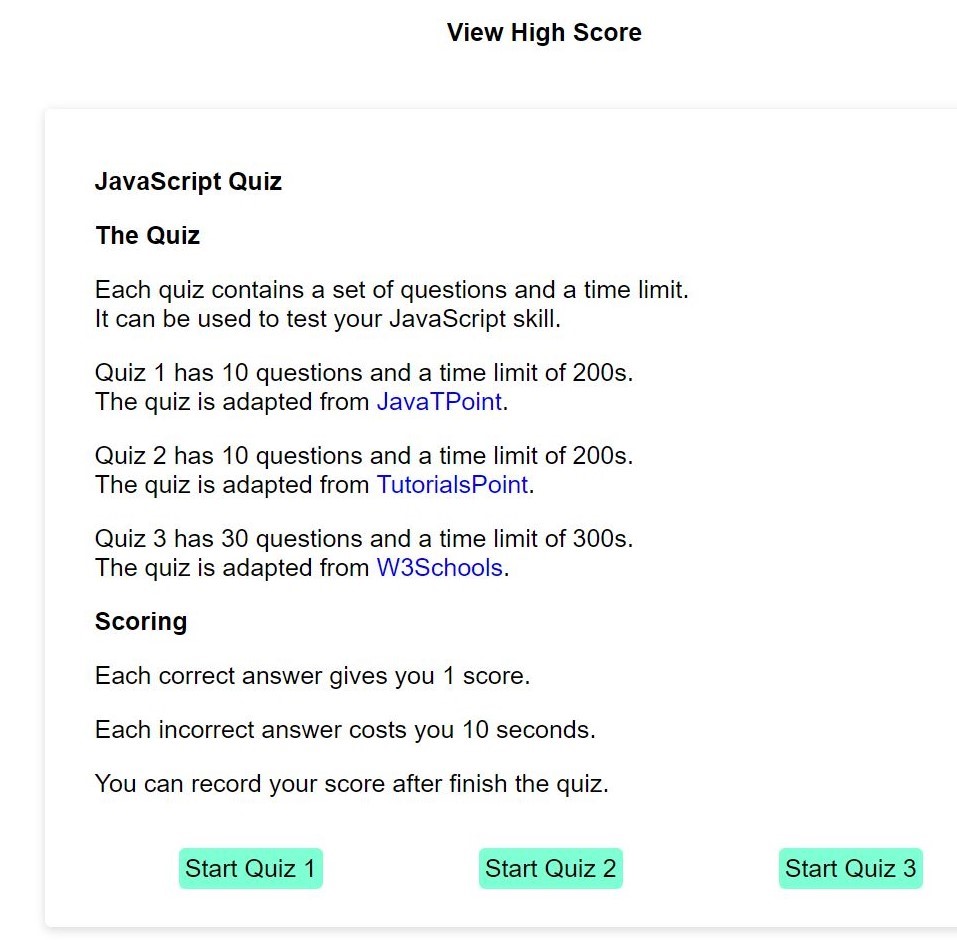 View High Score
JavaScript Quiz
The Quiz
Each quiz contains a set of questions and a time limit.
It can be used to test your JavaScript skill.
Quiz 1 has 10 questions and a time limit of 200s.
The quiz is adapted from JavaTPoint.
Quiz 2 has 10 questions and a time limit of 200s.
The quiz is adapted from TutorialsPoint.
Quiz 3 has 30 questions and a time limit of 300s.
The quiz is adapted from W3Schools.
Scoring
Each correct answer gives you 1 score.
Each incorrect answer costs you 10 seconds.
You can record your score after finish the quiz.
Start Quiz 1 Start Quiz 2 Start Quiz 3